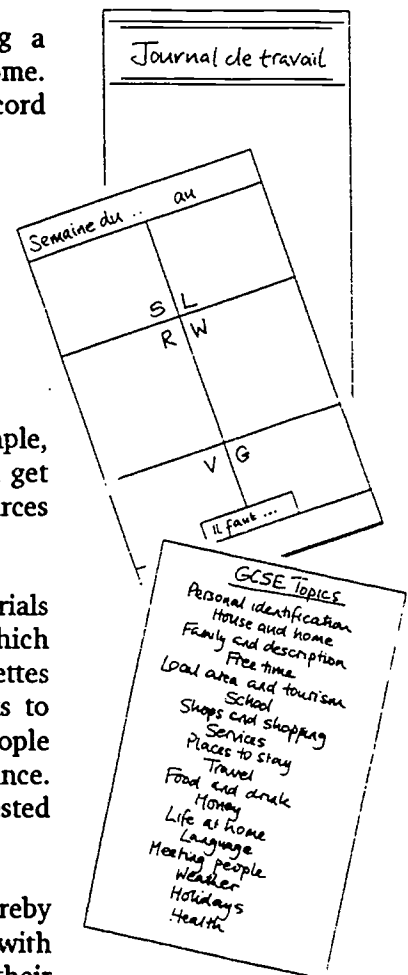 g a
me.
cord
Journal de travail
Semaine du .. au
S L
R W
V G
Il faut ...
mple,
get
rces
rials
hich
ettes
s to
ople
nce.
sted
reby
with
their
GCSE Topics
Personal identification
House and home
Family and description
Free time
Local area and tourism
School
Shops and shopping
Services
Places to stay
Travel
Food and drink
Money
Life at home
Language
Meeting people
Weather
Holidays
Health